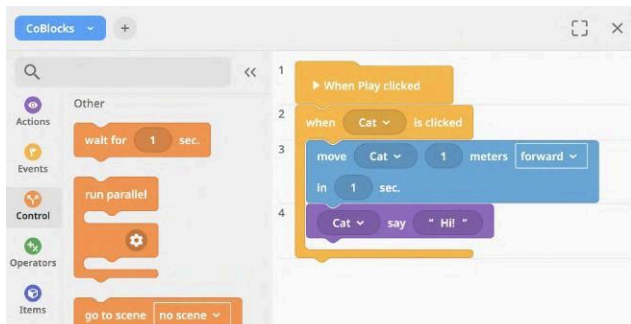 CoBlocks
+
Actions
Events
Control
Operators
Items
Other
wait for 1 sec.
run parallel
go to scene no scene
1
▶ When Play clicked
2
when Cat is clicked
3
move Cat 1 meters forward
in 1 sec.
4
Cat say “ Hi! “